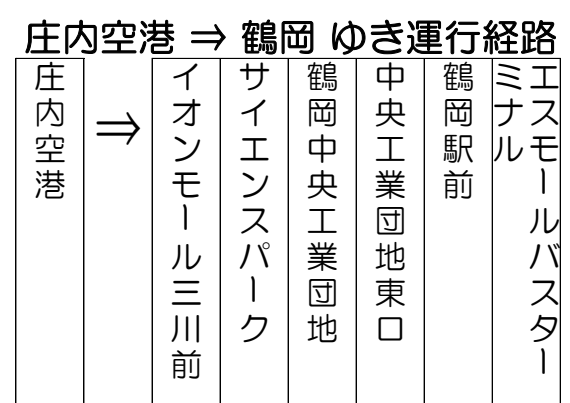 庄内空港 ⇒ 鶴岡 ゆき運行経路
庄内空港
⇒
イオンモール三川前
サイエンスパーク
鶴岡中央工業団地
中央工業団地東口
鶴岡駅前
エスモールバスター
ミナル